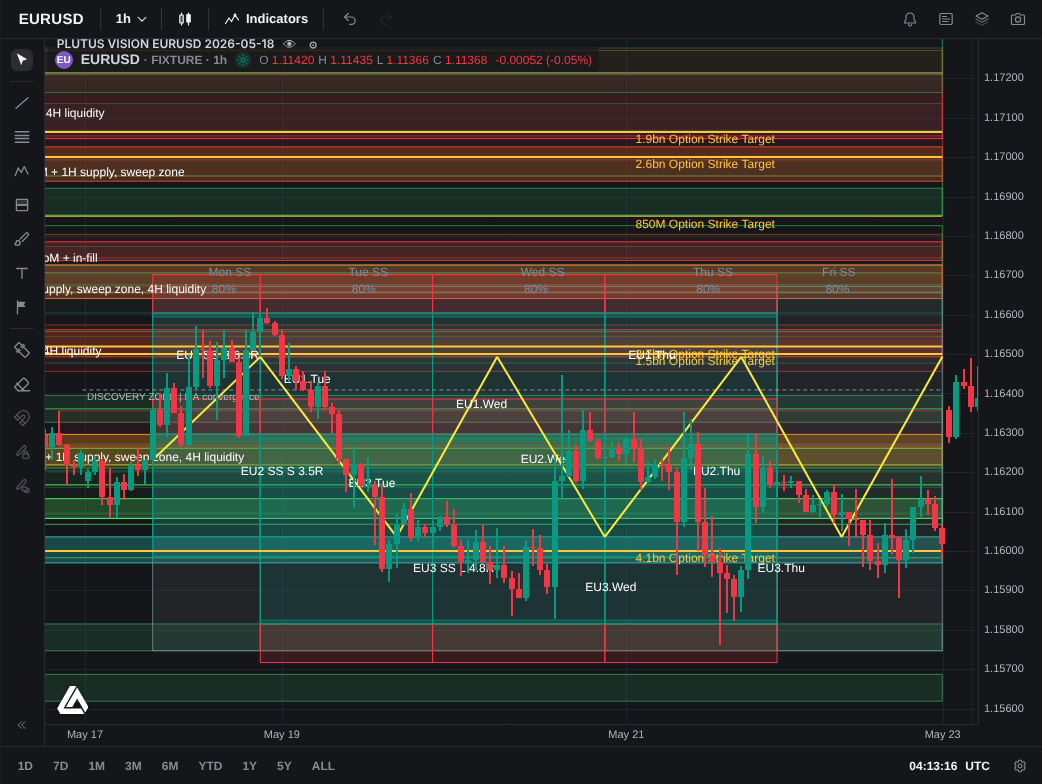 EURUSD 1h Indicators
PLUTUS VISION EURUSD 2026-05-18
EU EURUSD · FIXTURE · 1h O 1.11420 H 1.11435 L 1.11366 C 1.11368 -0.00052 (-0.05%)
1.17200
4H liquidity
1.17100
1.9bn Option Strike Target
1.17000
2.6bn Option Strike Target
+ 1H supply, sweep zone
1.16900
850M Option Strike Target
1.16800
oM + in-fill
Mon SS Tue SS Wed SS Thu SS Fri SS
1.16700
upply, sweep zone, 4H liquidity
80% 80% 80% 80% 80%
1.16600
4H liquidity
EU1.Thu
1.5bn Option Strike Target
1.16500
EU1.Tue
DISCOVERY
1.16400
EU1.Wed
1.16300
supply, sweep zone, 4H liquidity
EU2 SS S 3.5R
EU2.Thu
1.16200
EU2.Tue
1.16100
1.16000
4.1bn Option Strike Target
EU3 SS L 4.8R
EU3.Thu
EU3.Wed
1.15900
1.15800
1.15700
1.15600
May 17 May 19 May 21 May 23
1D 7D 1M 3M 6M YTD 1Y 5Y ALL 04:13:16 UTC